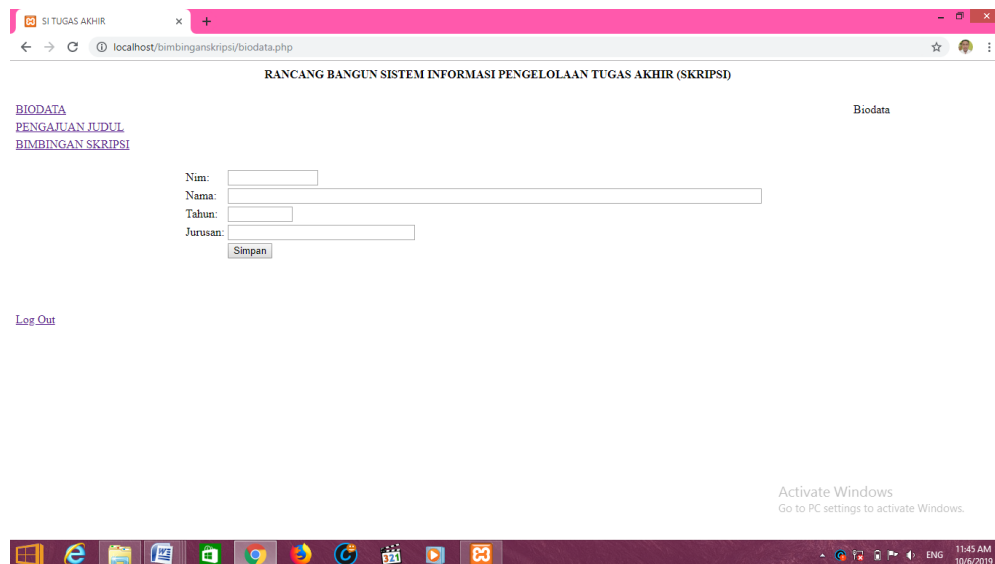 SI TUGAS AKHIR
localhost/bimbinganskripsi/biodata.php
RANCANG BANGUN SISTEM INFORMASI PENGELOLAAN TUGAS AKHIR (SKRIPSI)
BIODATA
Biodata
PENGAJUAN JUDUL
BIMBINGAN SKRIPSI
Nim:
Nama:
Tahun:
Jurusan:
Simpan
Log Out
Activate Windows
Go to PC settings to activate Windows.
321
ENG
11:45 AM
10/6/2019